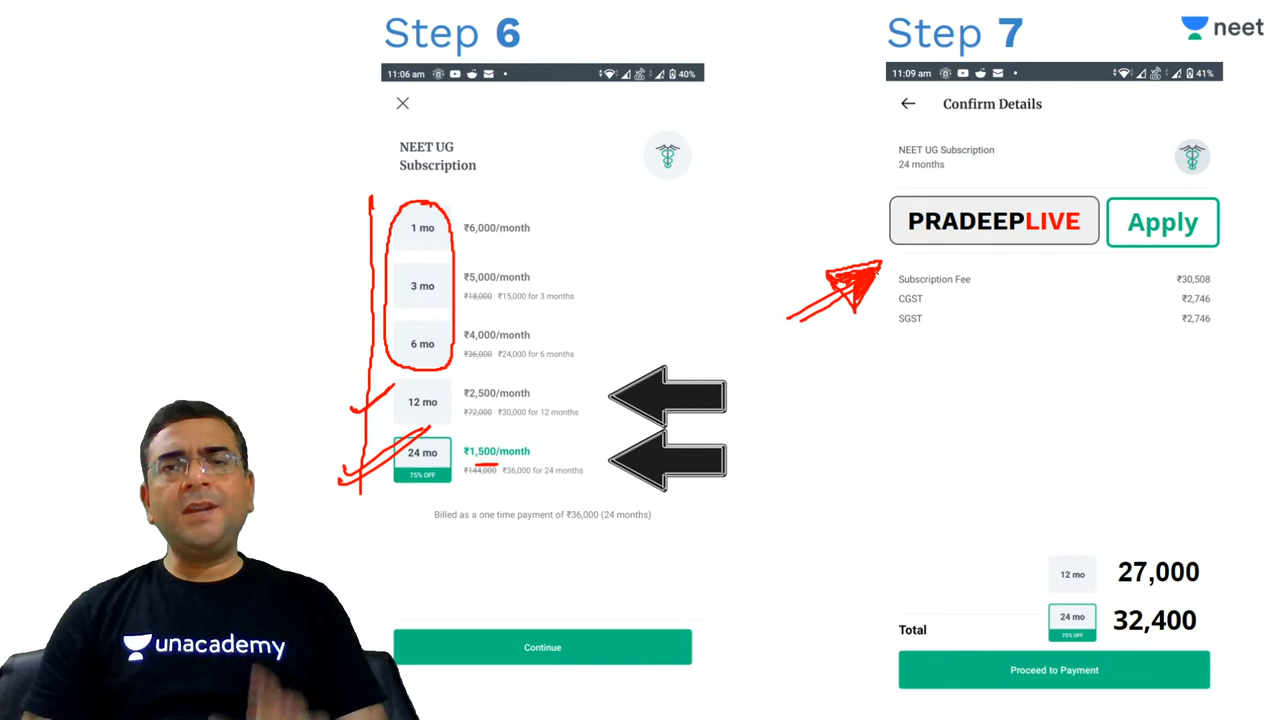 Step 6
11:06 am
40%
NEET UG
Subscription
1 mo
₹6,000/month
3 mo
₹5,000/month
₹18,000 ₹15,000 for 3 months
6 mo
₹4,000/month
₹36,000 ₹24,000 for 6 months
12 mo
₹2,500/month
₹72,000 ₹30,000 for 12 months
24 mo
75% OFF
₹1,500/month
₹144,000 ₹36,000 for 24 months
Billed as a one time payment of ₹36,000 (24 months)
Continue
unacademy
Step 7
neet
11:09 am
41%
Confirm Details
NEET UG Subscription
24 months
PRADEEPLIVE
Apply
Subscription Fee ₹30,508
CGST ₹2,746
SGST ₹2,746
12 mo 27,000
Total
24 mo 32,400
75% OFF
Proceed to Payment